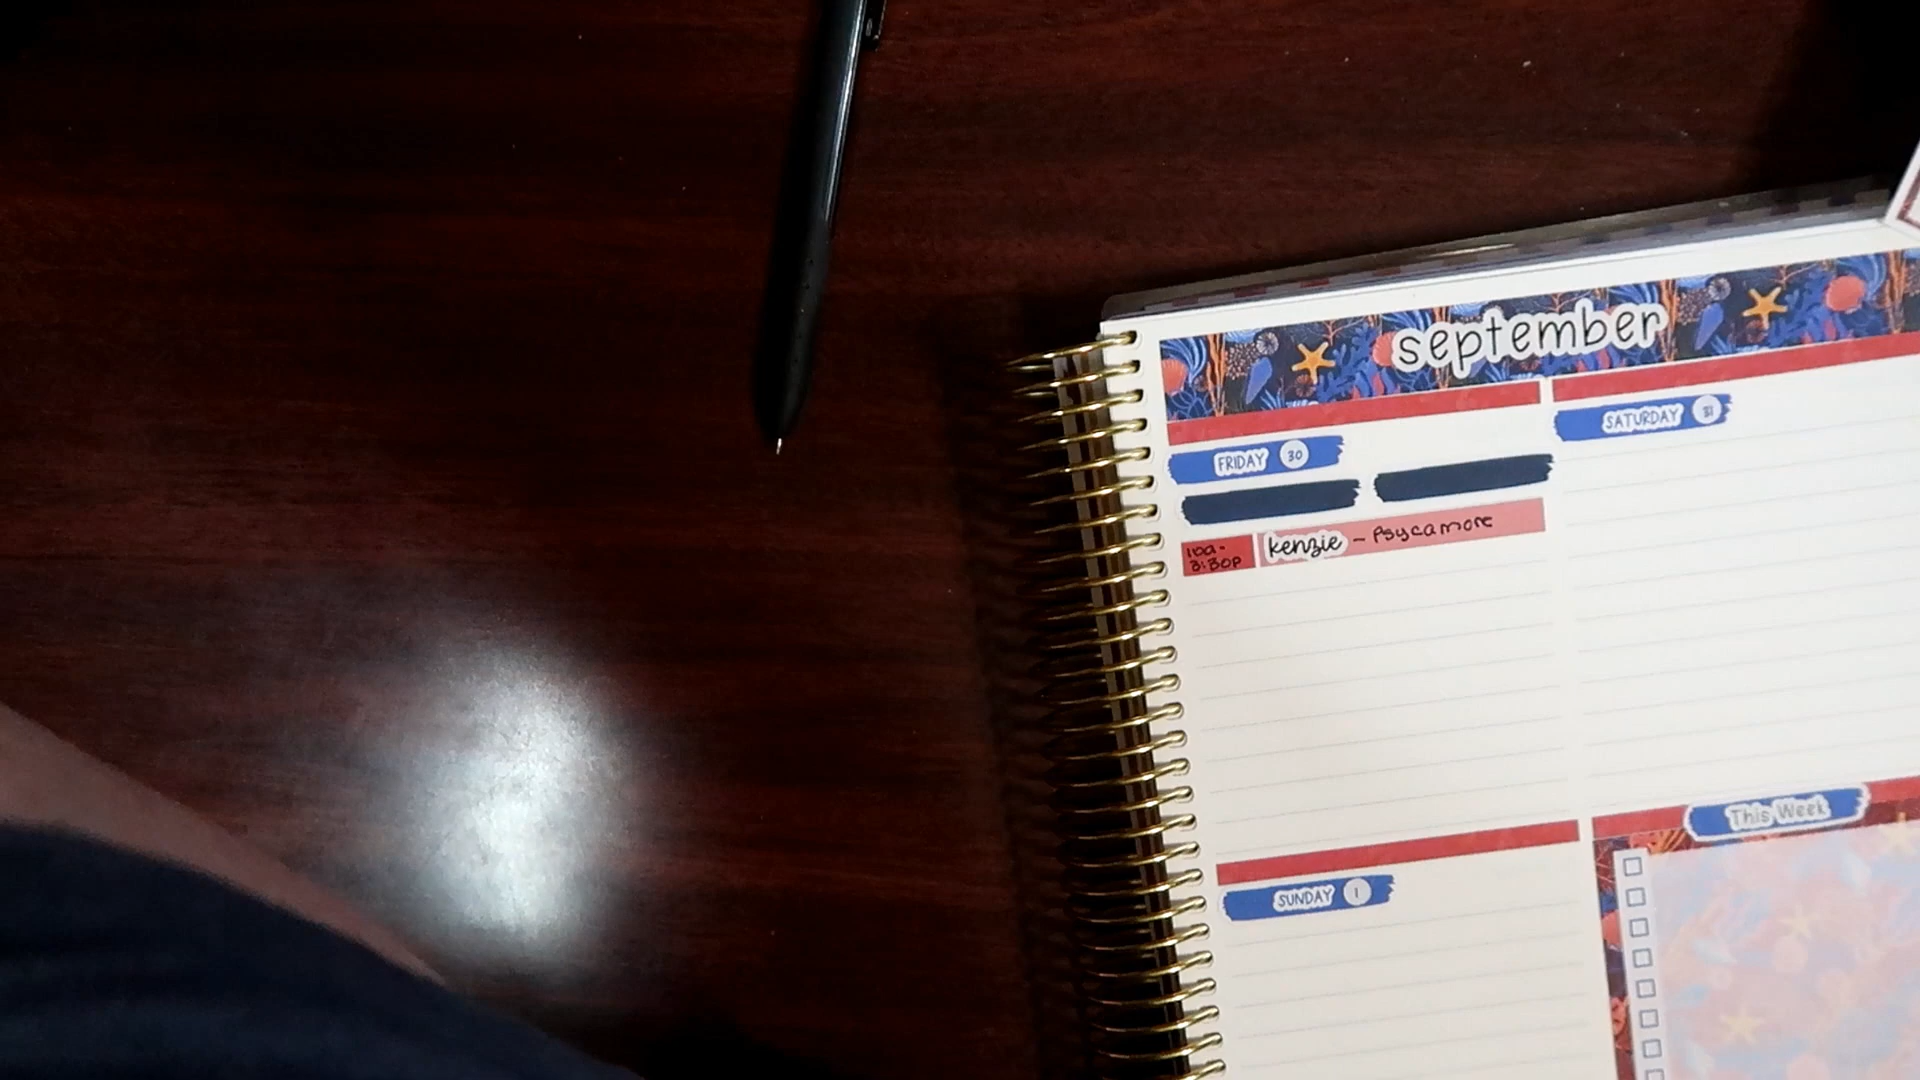 september
FRIDAY 30
SATURDAY 31
10a-
3:30p
kenzie - Psycamore
This Week
SUNDAY 1